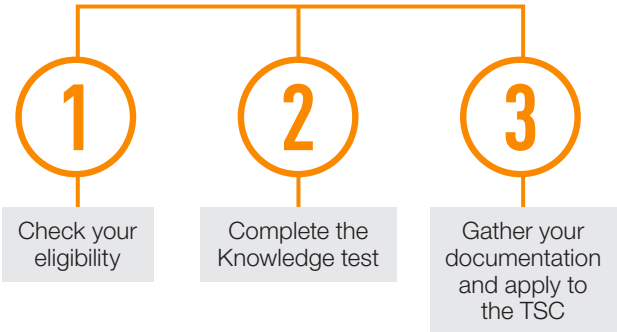 1
Check your
eligibility
2
Complete the
Knowledge test
3
Gather your
documentation
and apply to
the TSC